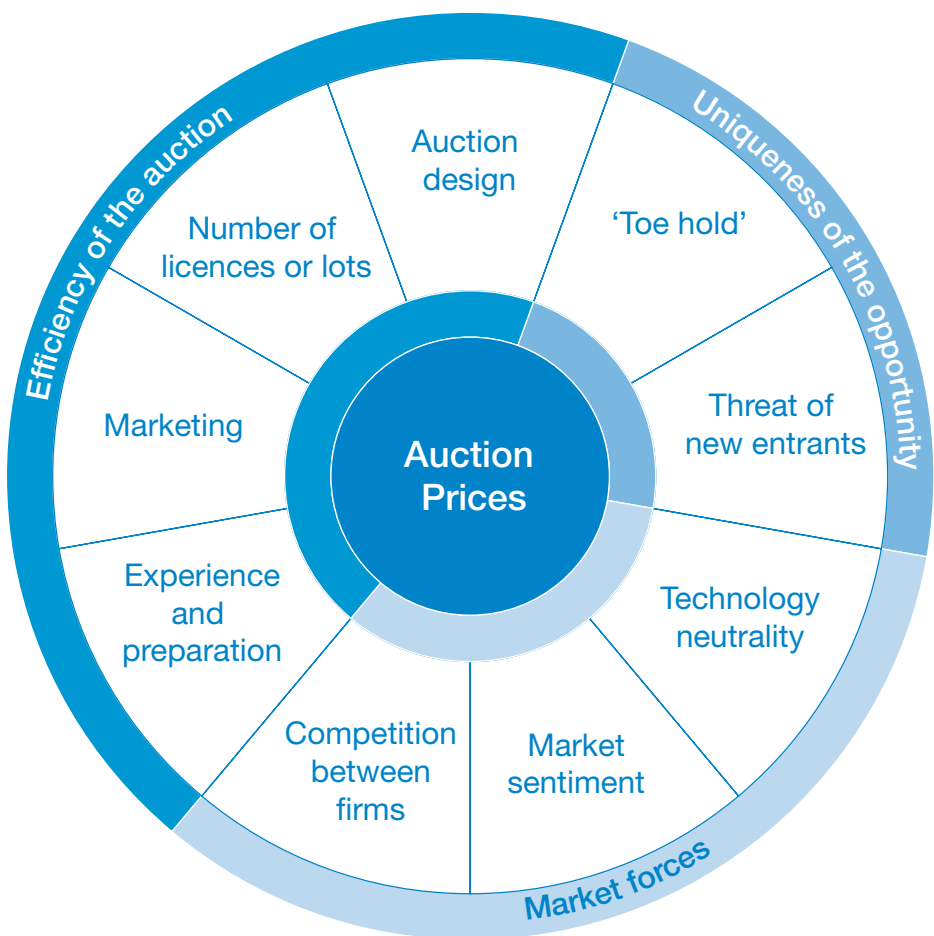 Efficiency of the auction
Uniqueness of the opportunity
Market forces
Auction
design
‘Toe hold’
Threat of
new entrants
Technology
neutrality
Market
sentiment
Competition
between
firms
Experience
and
preparation
Marketing
Number of
licences or lots
Auction
Prices